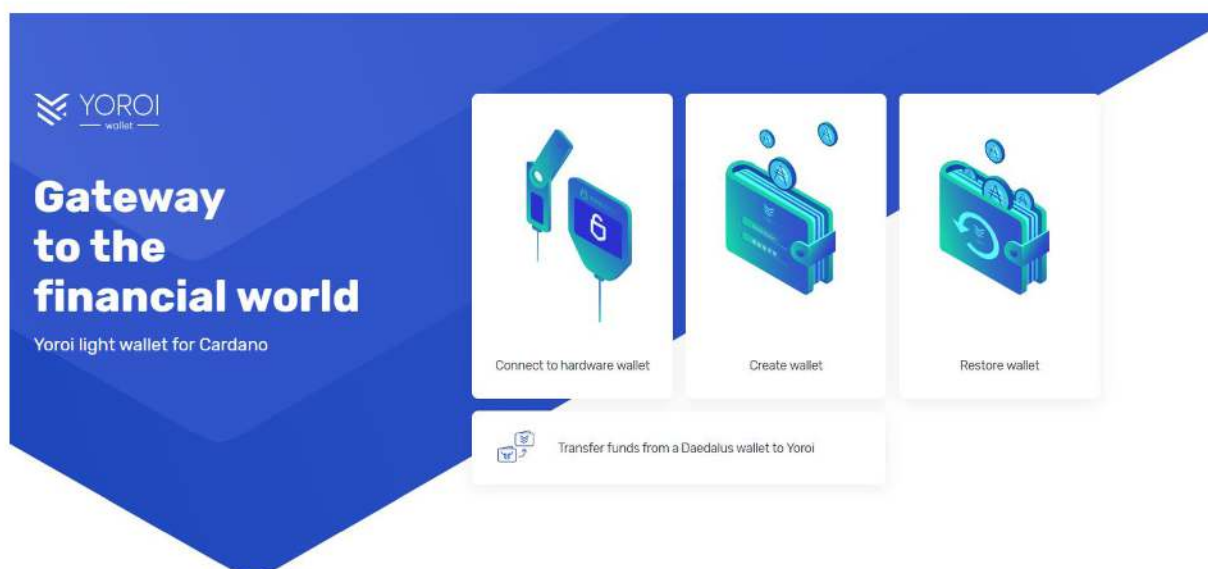 YOROI
wallet
Gateway
to the
financial world
Yoroi light wallet for Cardano
Connect to hardware wallet
Create wallet
Restore wallet
Transfer funds from a Daedalus wallet to Yoroi